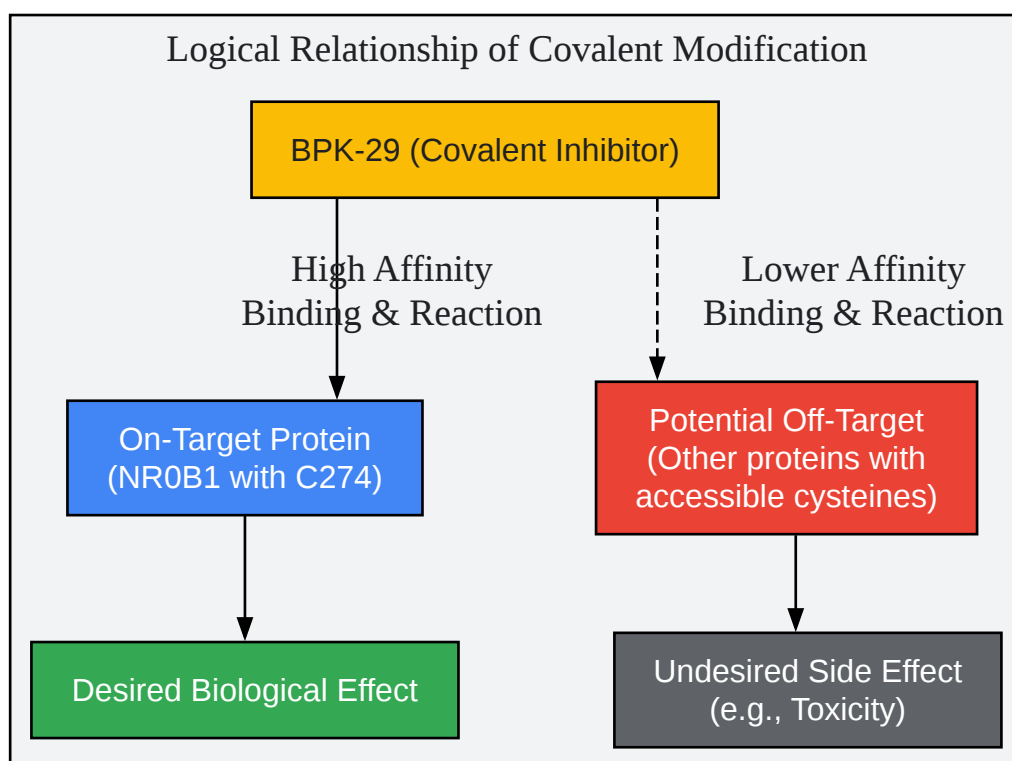 Logical Relationship of Covalent Modification
BPK-29 (Covalent Inhibitor)
High Affinity
Binding & Reaction
Lower Affinity
Binding & Reaction
On-Target Protein
(NR0B1 with C274)
Potential Off-Target
(Other proteins with
accessible cysteines)
Desired Biological Effect
Undesired Side Effect
(e.g., Toxicity)